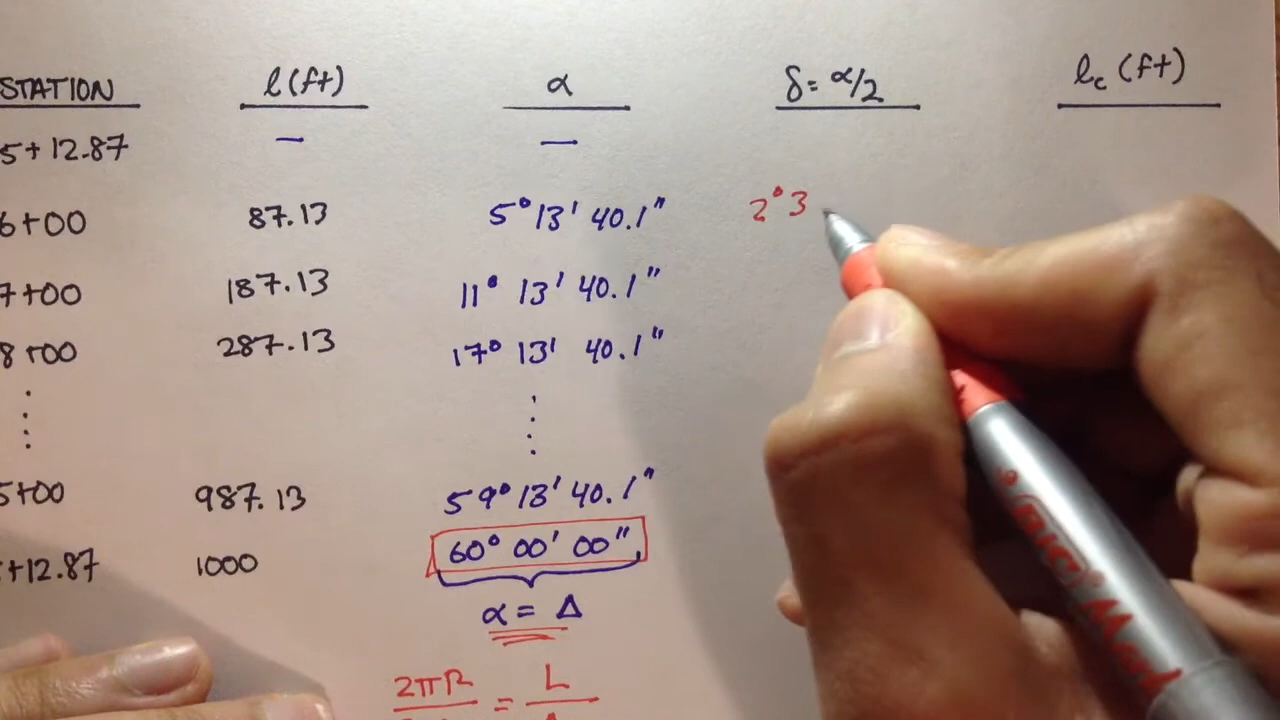 STATION l (ft) α δ = α/2 lc (ft)
5+12.87 — —
6+00 87.13 5° 13' 40.1" 2° 3
7+00 187.13 11° 13' 40.1"
8+00 287.13 17° 13' 40.1"
5+00 987.13 59° 13' 40.1"
+12.87 1000 60° 00' 00"
α = Δ
2πR = L